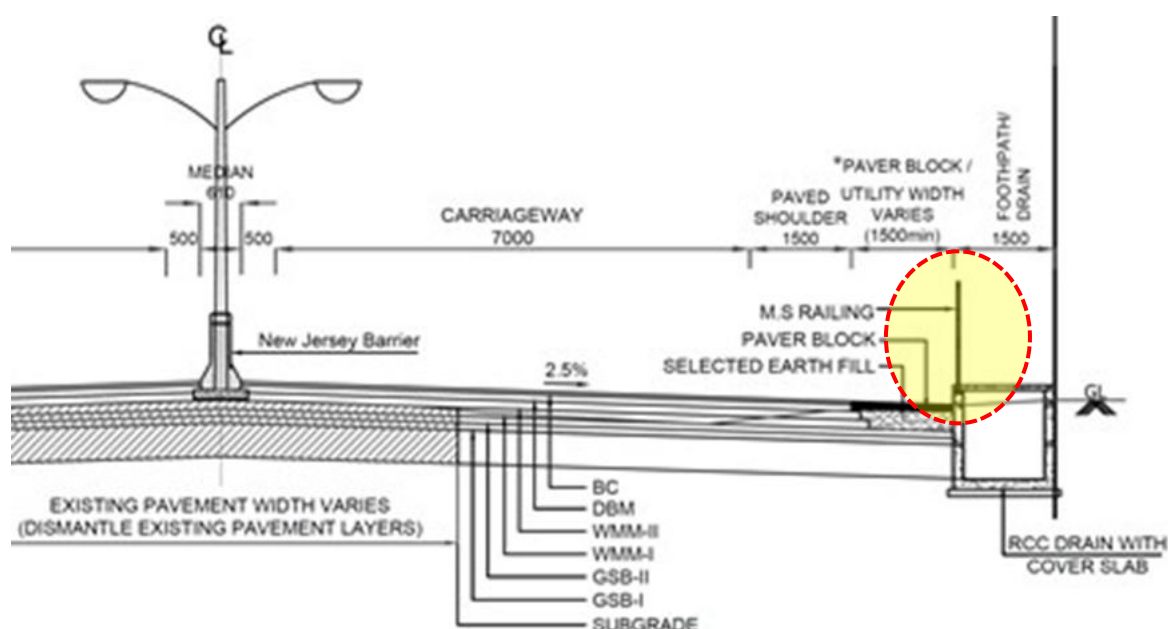 CL
MEDIAN
610
500
500
CARRIAGEWAY
7000
PAVED
SHOULDER
1500
*PAVER BLOCK /
UTILITY WIDTH
VARIES
(1500min)
FOOTHPATH/
DRAIN
1500
M.S RAILING
PAVER BLOCK
SELECTED EARTH FILL
New Jersey Barrier
2.5%
GL
EXISTING PAVEMENT WIDTH VARIES
(DISMANTLE EXISTING PAVEMENT LAYERS)
BC
DBM
WMM-II
WMM-I
GSB-II
GSB-I
SUBGRADE
RCC DRAIN WITH
COVER SLAB